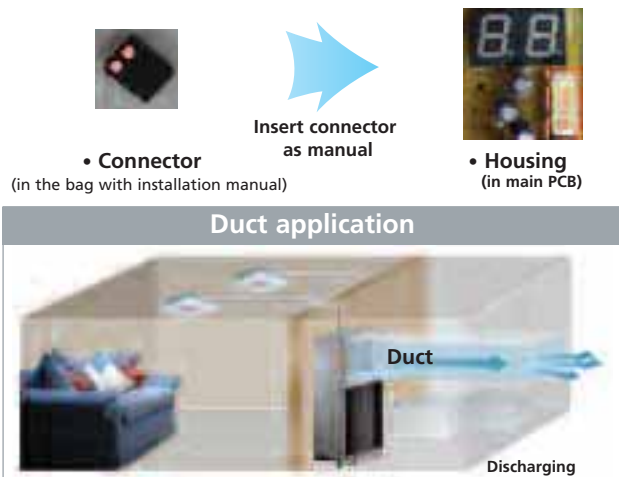 Insert connector
as manual
• Connector
(in the bag with installation manual)
• Housing
(in main PCB)
Duct application
Duct
Discharging